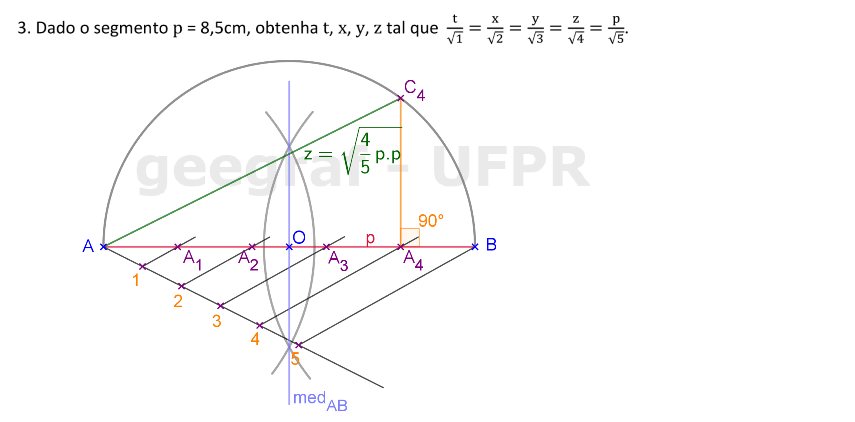 3. Dado o segmento p = 8,5cm, obtenha t, x, y, z tal que t/√1 = x/√2 = y/√3 = z/√4 = p/√5.
C4
z = √(4/5 p.p)
geegraf - UFPR
90°
A O p B
A1 A2 A3 A4
1
2
3
4
5
medAB